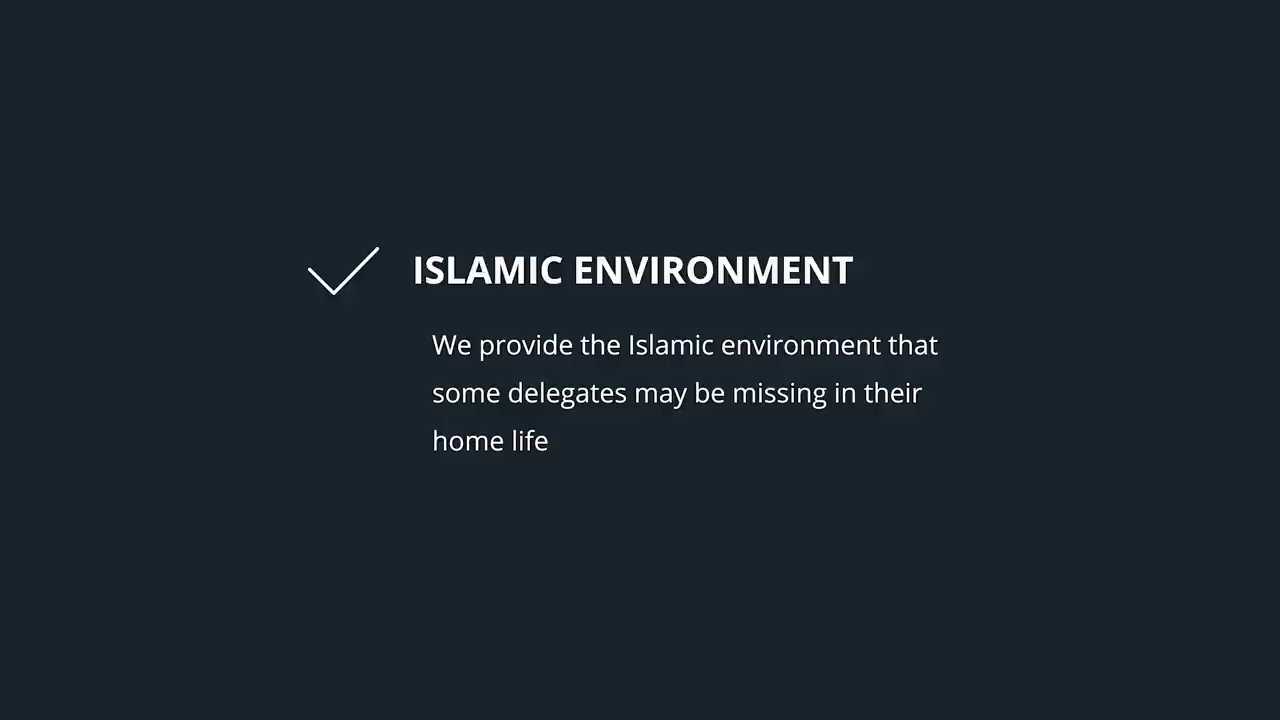 ISLAMIC ENVIRONMENT
We provide the Islamic environment that
some delegates may be missing in their
home life